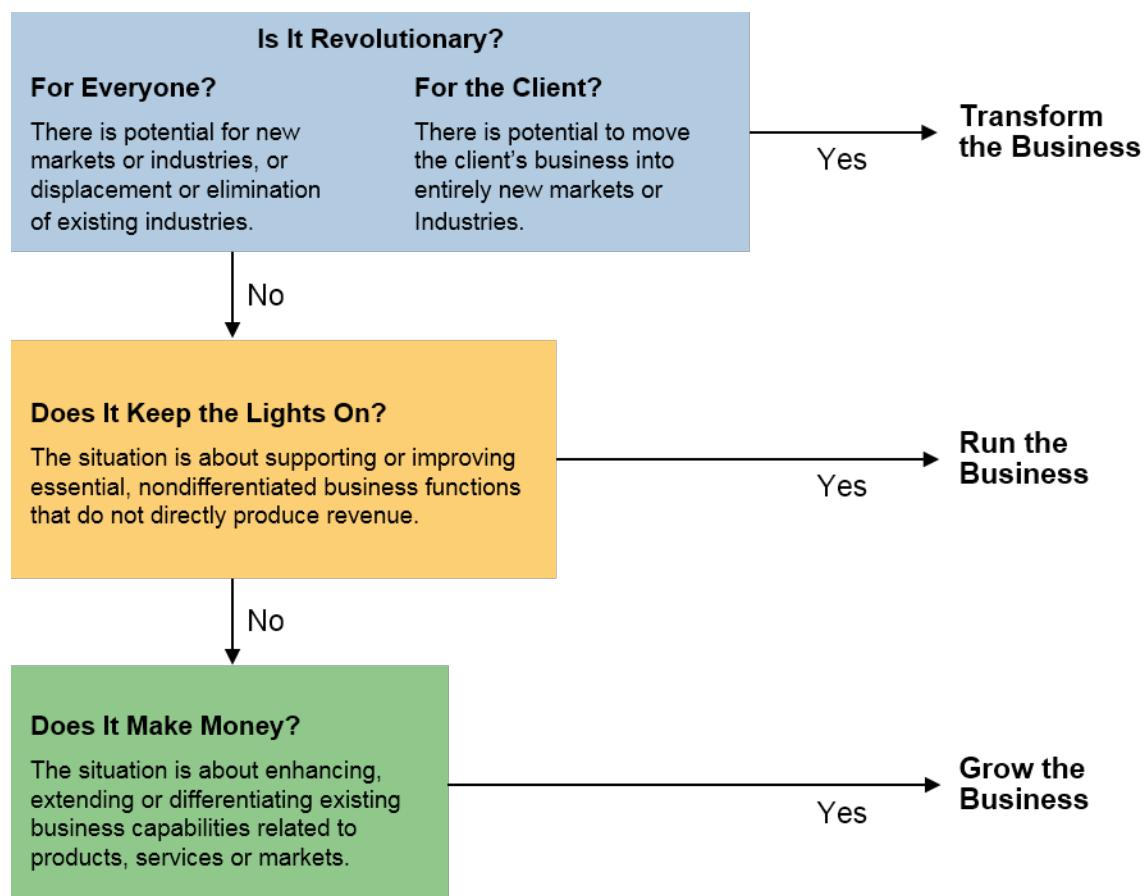 Is It Revolutionary?
For Everyone?
There is potential for new
markets or industries, or
displacement or elimination
of existing industries.
For the Client?
There is potential to move
the client's business into
entirely new markets or
Industries.
Yes
Transform
the Business
No
Does It Keep the Lights On?
The situation is about supporting or improving
essential, nondifferentiated business functions
that do not directly produce revenue.
Yes
Run the
Business
No
Does It Make Money?
The situation is about enhancing,
extending or differentiating existing
business capabilities related to
products, services or markets.
Yes
Grow the
Business